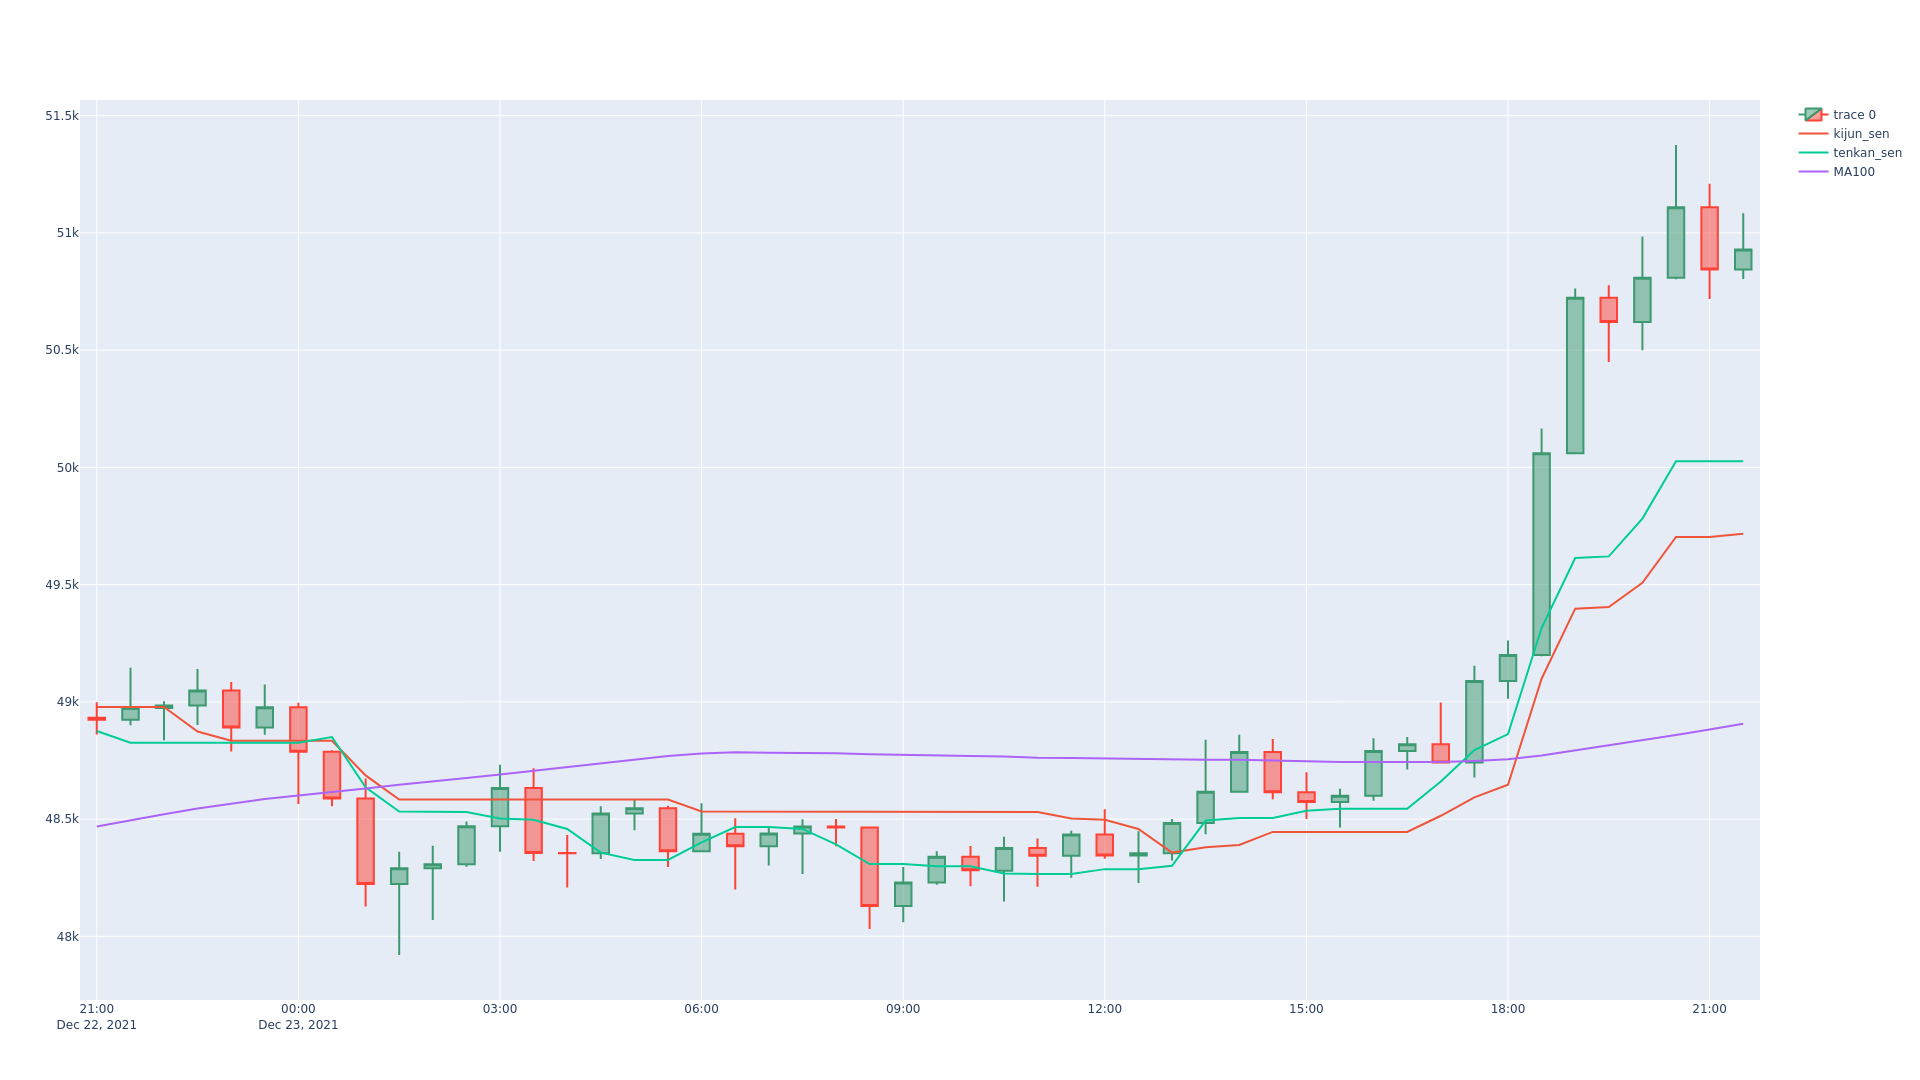 51.5k
51k
50.5k
50k
49.5k
49k
48.5k
48k
21:00 00:00 03:00 06:00 09:00 12:00 15:00 18:00 21:00
Dec 22, 2021 Dec 23, 2021
trace 0
kijun_sen
tenkan_sen
MA100